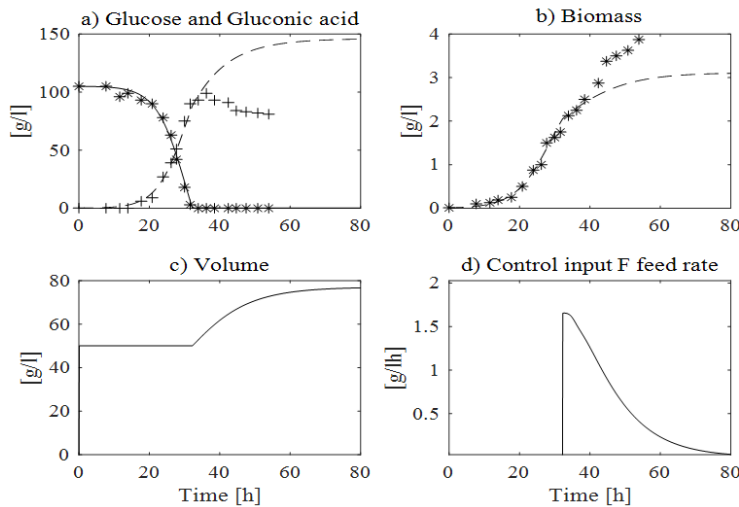 a) Glucose and Gluconic acid
150
100
50
0
[g/l]
0 20 40 60 80
b) Biomass
4
3
2
1
0
[g/l]
0 20 40 60 80
c) Volume
80
60
40
20
0
[g/l]
0 20 40 60 80
Time [h]
d) Control input F feed rate
2
1.5
1
0.5
[g/lh]
0 20 40 60 80
Time [h]